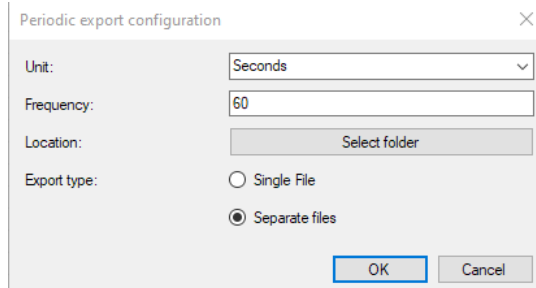 Periodic export configuration
Unit: Seconds
Frequency: 60
Location: Select folder
Export type: Single File
Separate files
OK Cancel